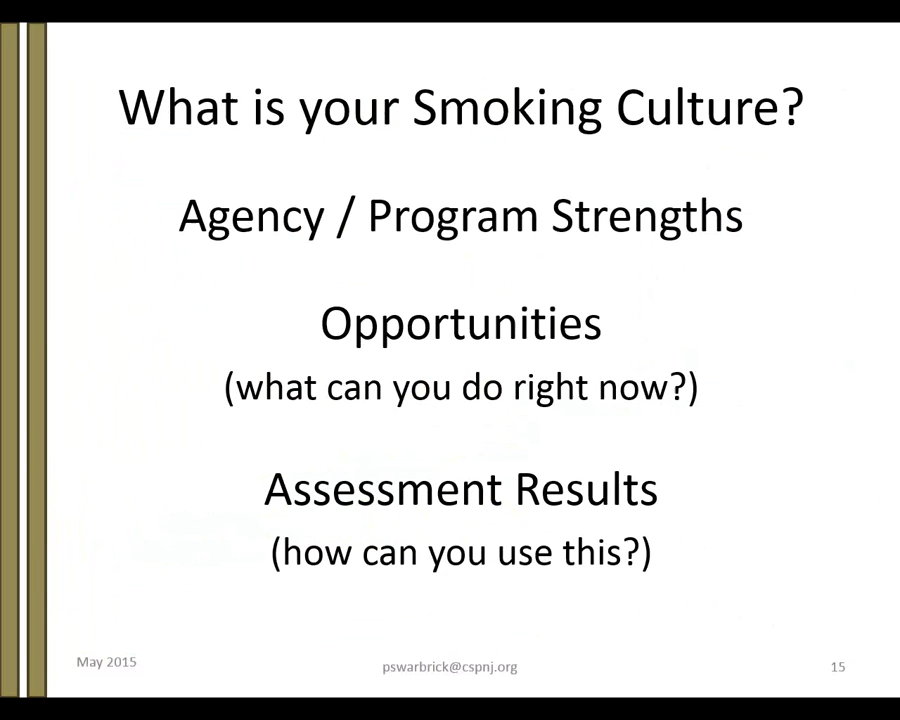 What is your Smoking Culture?
Agency / Program Strengths
Opportunities
(what can you do right now?)
Assessment Results
(how can you use this?)
May 2015
pswarbrick@cspnj.org
15